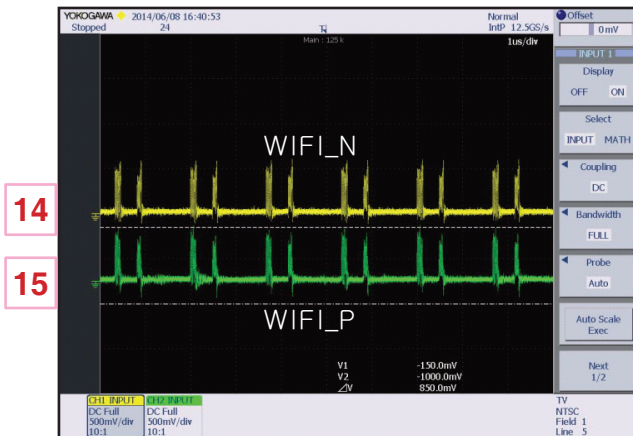 YOKOGAWA 2014/06/08 16:40:53
Stopped 24
Normal
IntP 12.5GS/s
Main : 125 k
1us/div
Offset
0 mV
INPUT 1
Display
OFF ON
Select
INPUT MATH
Coupling
DC
Bandwidth
FULL
Probe
Auto
Auto Scale
Exec
Next
1/2
WIFI_N
14
15
WIFI_P
V1 -150.0mV
V2 -1000.0mV
⊿V 850.0mV
CH1 INPUT
DC Full
500mV/div
10:1
CH2 INPUT
DC Full
500mV/div
10:1
TV
NTSC
Field 1
Line 5